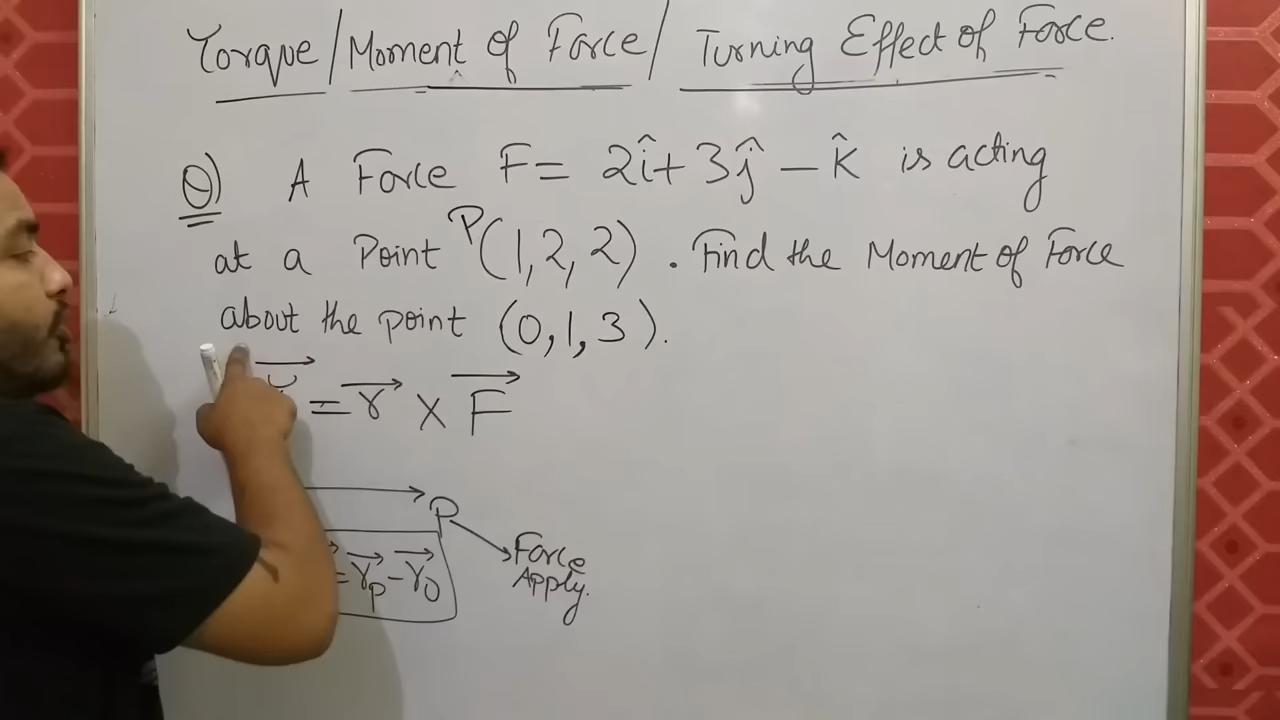 Torque/Moment of Force/ Turning Effect of Force.
Q) A Force F = 2î + 3ĵ - k̂ is acting
at a Point P(1,2,2). Find the Moment of Force
about the point (0,1,3).
= r⃗ × F⃗
P
Force
Apply.
= r⃗p - r⃗o